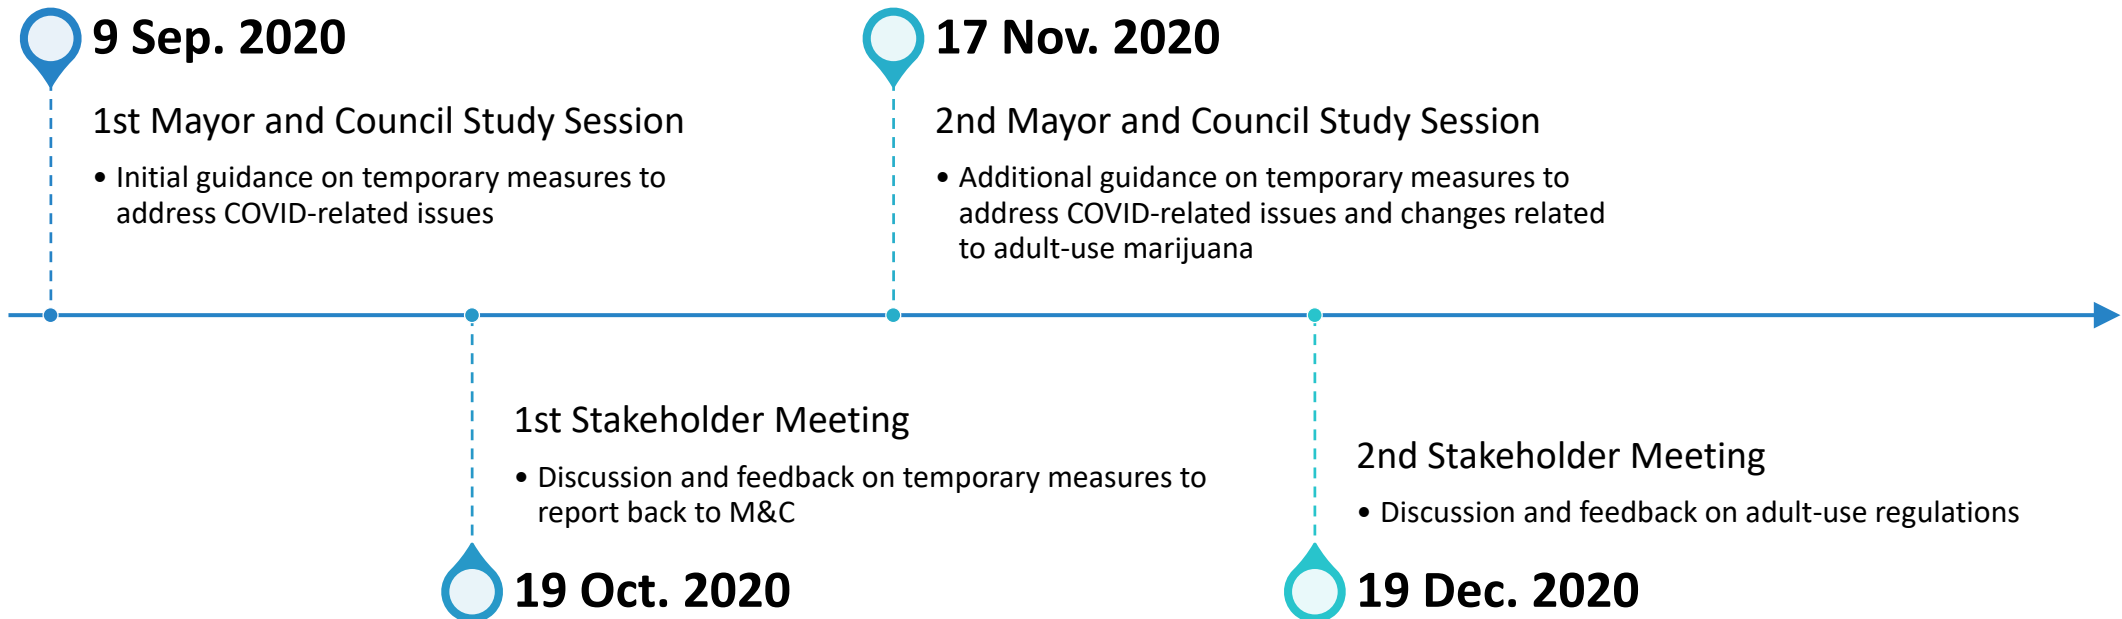 9 Sep. 2020
1st Mayor and Council Study Session
• Initial guidance on temporary measures to
address COVID-related issues
17 Nov. 2020
2nd Mayor and Council Study Session
• Additional guidance on temporary measures to
address COVID-related issues and changes related
to adult-use marijuana
1st Stakeholder Meeting
• Discussion and feedback on temporary measures to
report back to M&C
19 Oct. 2020
2nd Stakeholder Meeting
• Discussion and feedback on adult-use regulations
19 Dec. 2020